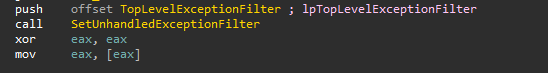 push offset TopLevelExceptionFilter ; lpTopLevelExceptionFilter
call SetUnhandledExceptionFilter
xor eax, eax
mov eax, [eax]